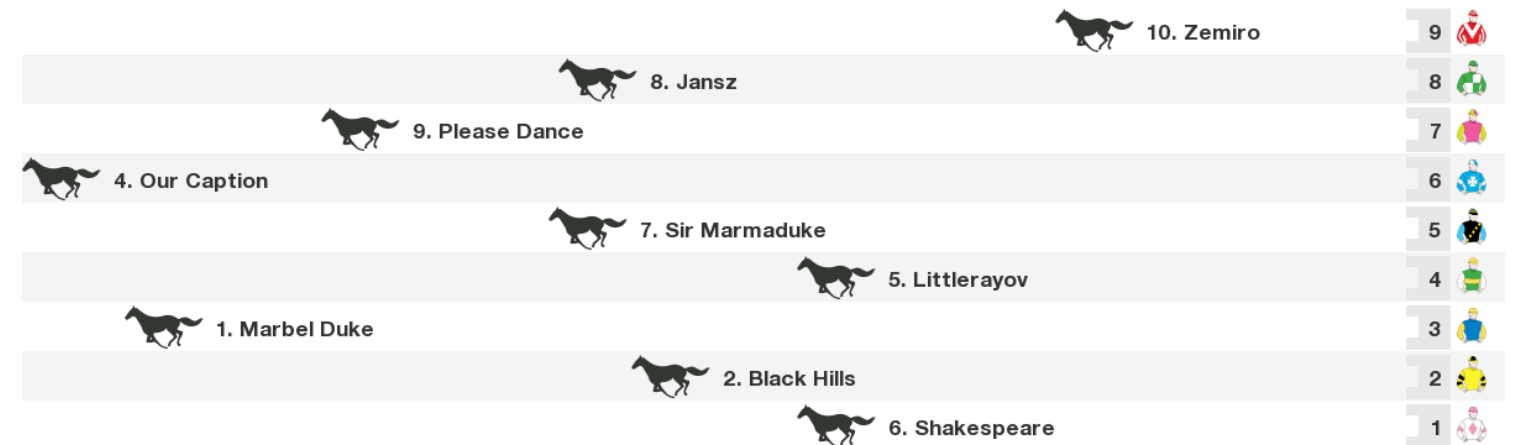 10. Zemiro 9
8. Jansz 8
9. Please Dance 7
4. Our Caption 6
7. Sir Marmaduke 5
5. Littlerayov 4
1. Marbel Duke 3
2. Black Hills 2
6. Shakespeare 1